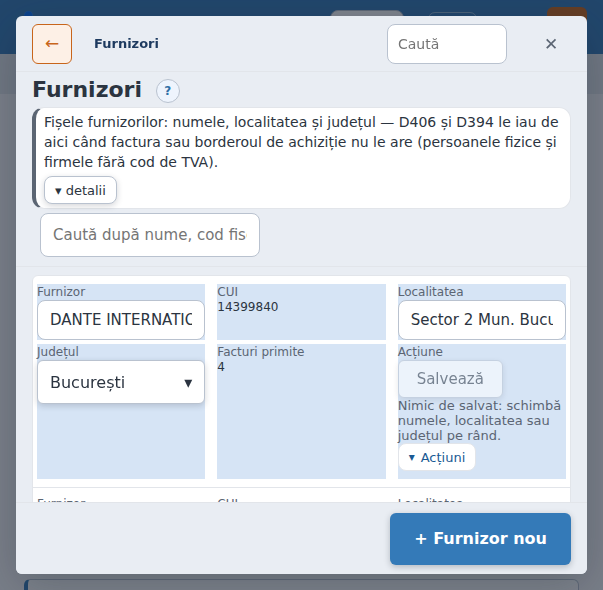 ← Furnizori Caută ✕
Furnizori ?
Fișele furnizorilor: numele, localitatea și județul — D406 și D394 le iau de
aici când factura sau borderoul de achiziție nu le are (persoanele fizice și
firmele fără cod de TVA).
▾ detalii
Caută după nume, cod fis
Furnizor CUI Localitatea
DANTE INTERNATIC 14399840 Sector 2 Mun. Bucu
Județul Facturi primite Acțiune
București ▼ 4 Salvează
Nimic de salvat: schimbă
numele, localitatea sau
județul pe rând.
▾ Acțiuni
Furnizor CUI Localitatea
+ Furnizor nou